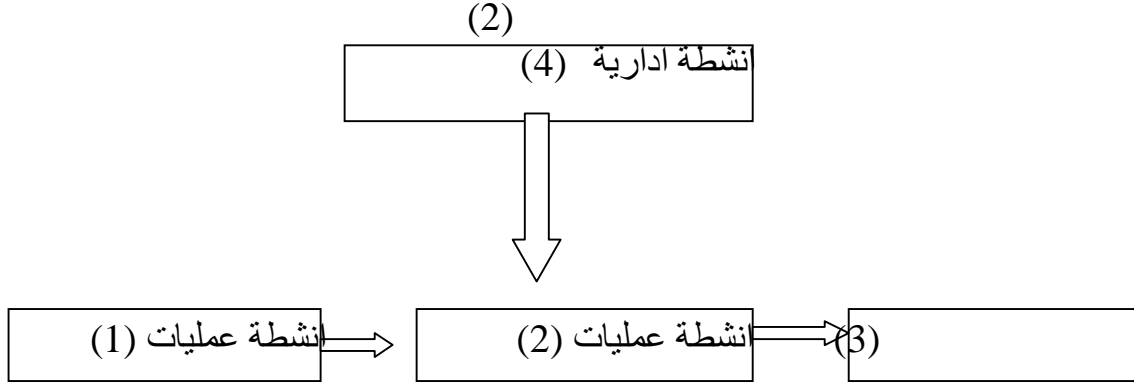 (2)
انشطة ادارية (4)
انشطة عمليات (1)
انشطة عمليات (2)
(3)